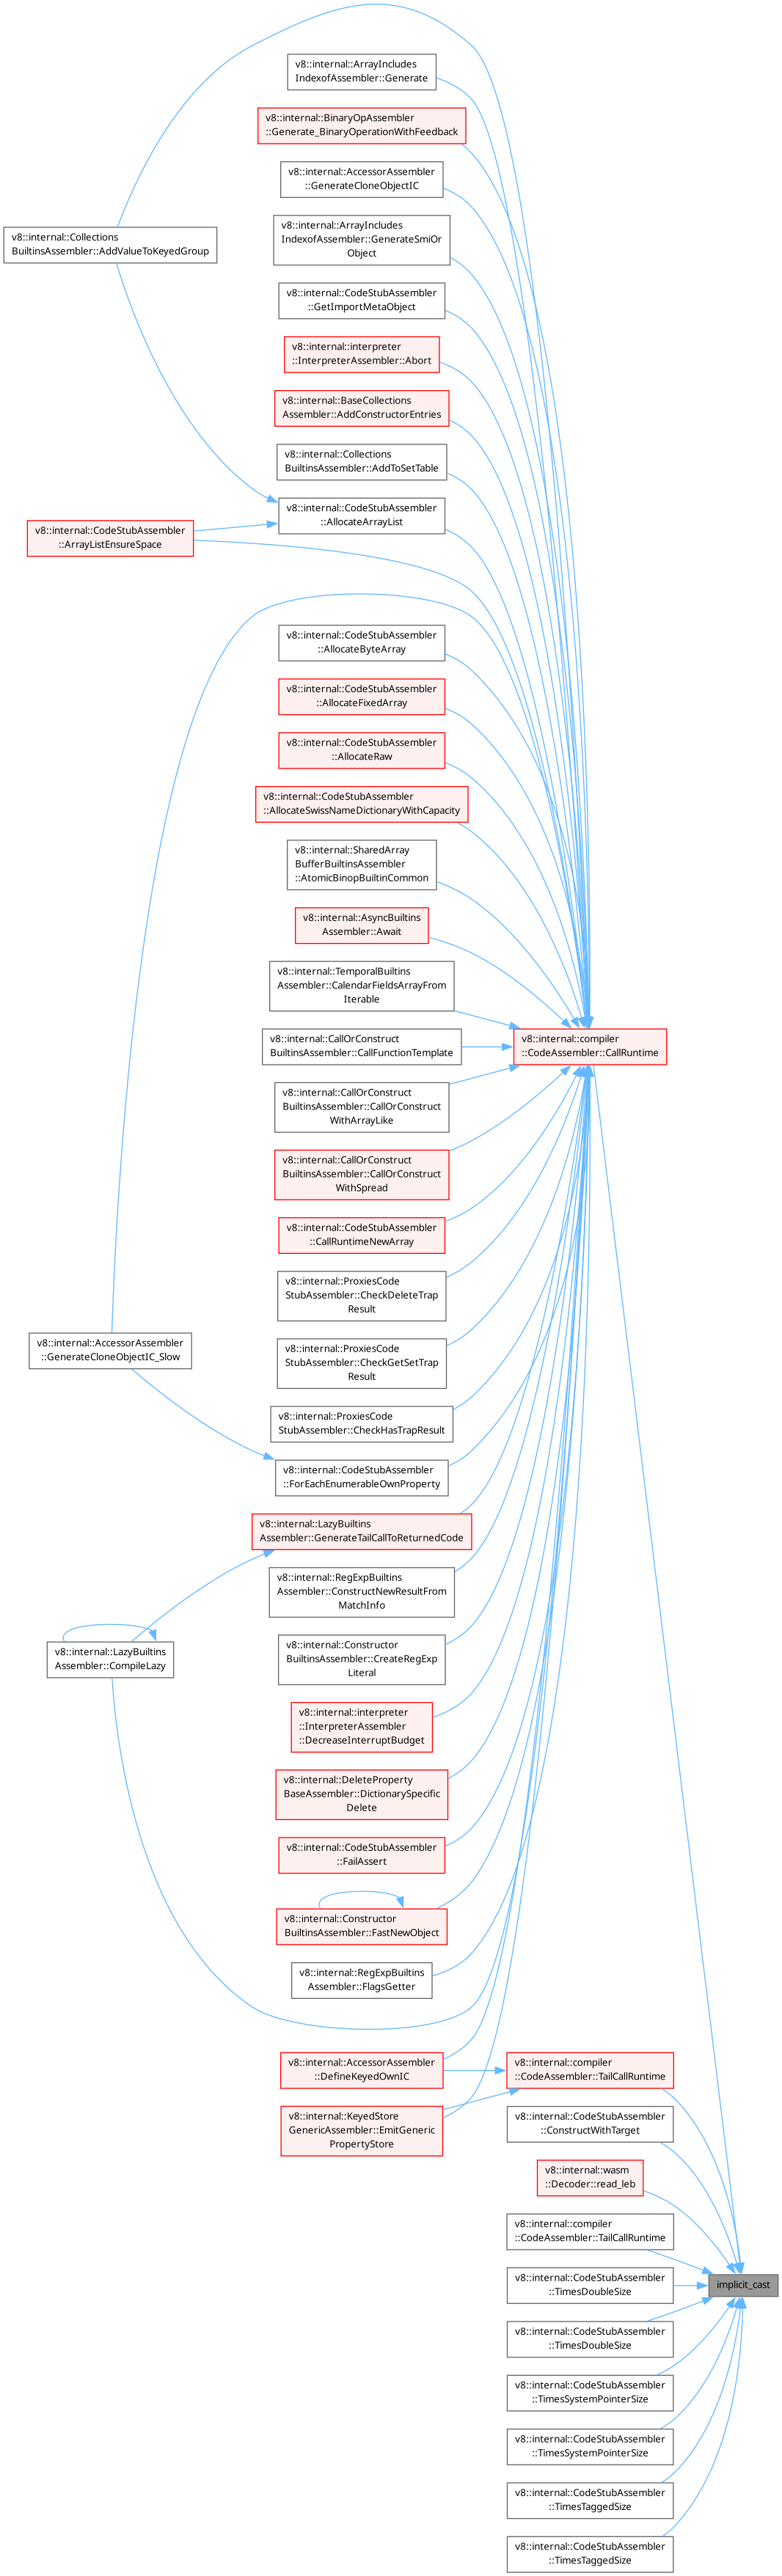 v8::internal::ArrayIncludes
IndexofAssembler::Generate
v8::internal::BinaryOpAssembler
::Generate_BinaryOperationWithFeedback
v8::internal::AccessorAssembler
::GenerateCloneObjectIC
v8::internal::ArrayIncludes
IndexofAssembler::GenerateSmiOr
Object
v8::internal::Collections
BuiltinsAssembler::AddValueToKeyedGroup
v8::internal::CodeStubAssembler
::GetImportMetaObject
v8::internal::interpreter
::InterpreterAssembler::Abort
v8::internal::BaseCollections
Assembler::AddConstructorEntries
v8::internal::Collections
BuiltinsAssembler::AddToSetTable
v8::internal::CodeStubAssembler
::AllocateArrayList
v8::internal::CodeStubAssembler
::ArrayListEnsureSpace
v8::internal::CodeStubAssembler
::AllocateByteArray
v8::internal::CodeStubAssembler
::AllocateFixedArray
v8::internal::CodeStubAssembler
::AllocateRaw
v8::internal::CodeStubAssembler
::AllocateSwissNameDictionaryWithCapacity
v8::internal::SharedArray
BufferBuiltinsAssembler
::AtomicBinopBuiltinCommon
v8::internal::AsyncBuiltins
Assembler::Await
v8::internal::TemporalBuiltins
Assembler::CalendarFieldsArrayFrom
Iterable
v8::internal::CallOrConstruct
BuiltinsAssembler::CallFunctionTemplate
v8::internal::compiler
::CodeAssembler::CallRuntime
v8::internal::CallOrConstruct
BuiltinsAssembler::CallOrConstruct
WithArrayLike
v8::internal::CallOrConstruct
BuiltinsAssembler::CallOrConstruct
WithSpread
v8::internal::CodeStubAssembler
::CallRuntimeNewArray
v8::internal::ProxiesCode
StubAssembler::CheckDeleteTrap
Result
v8::internal::AccessorAssembler
::GenerateCloneObjectIC_Slow
v8::internal::ProxiesCode
StubAssembler::CheckGetSetTrap
Result
v8::internal::ProxiesCode
StubAssembler::CheckHasTrapResult
v8::internal::CodeStubAssembler
::ForEachEnumerableOwnProperty
v8::internal::LazyBuiltins
Assembler::GenerateTailCallToReturnedCode
v8::internal::RegExpBuiltins
Assembler::ConstructNewResultFrom
MatchInfo
v8::internal::LazyBuiltins
Assembler::CompileLazy
v8::internal::Constructor
BuiltinsAssembler::CreateRegExp
Literal
v8::internal::interpreter
::InterpreterAssembler
::DecreaseInterruptBudget
v8::internal::DeleteProperty
BaseAssembler::DictionarySpecific
Delete
v8::internal::CodeStubAssembler
::FailAssert
v8::internal::Constructor
BuiltinsAssembler::FastNewObject
v8::internal::RegExpBuiltins
Assembler::FlagsGetter
v8::internal::AccessorAssembler
::DefineKeyedOwnIC
v8::internal::compiler
::CodeAssembler::TailCallRuntime
v8::internal::KeyedStore
GenericAssembler::EmitGeneric
PropertyStore
v8::internal::CodeStubAssembler
::ConstructWithTarget
v8::internal::wasm
::Decoder::read_leb
v8::internal::compiler
::CodeAssembler::TailCallRuntime
implicit_cast
v8::internal::CodeStubAssembler
::TimesDoubleSize
v8::internal::CodeStubAssembler
::TimesDoubleSize
v8::internal::CodeStubAssembler
::TimesSystemPointerSize
v8::internal::CodeStubAssembler
::TimesSystemPointerSize
v8::internal::CodeStubAssembler
::TimesTaggedSize
v8::internal::CodeStubAssembler
::TimesTaggedSize